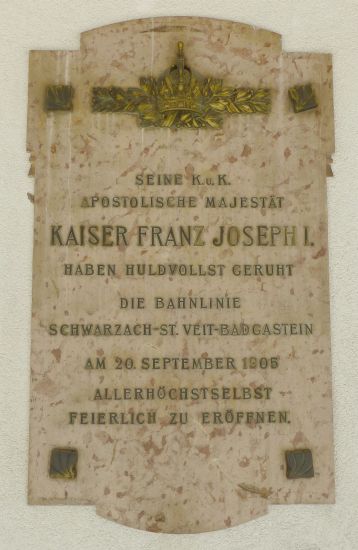 SEINE K.u.K.
APOSTOLISCHE MAJESTÄT
KAISER FRANZ JOSEPH I.
HABEN HULDVOLLST GERUHT
DIE BAHNLINIE
SCHWARZACH-ST. VEIT-BADGASTEIN
AM 20. SEPTEMBER 1905
ALLERHÖCHSTSELBST
FEIERLICH ZU ERÖFFNEN.